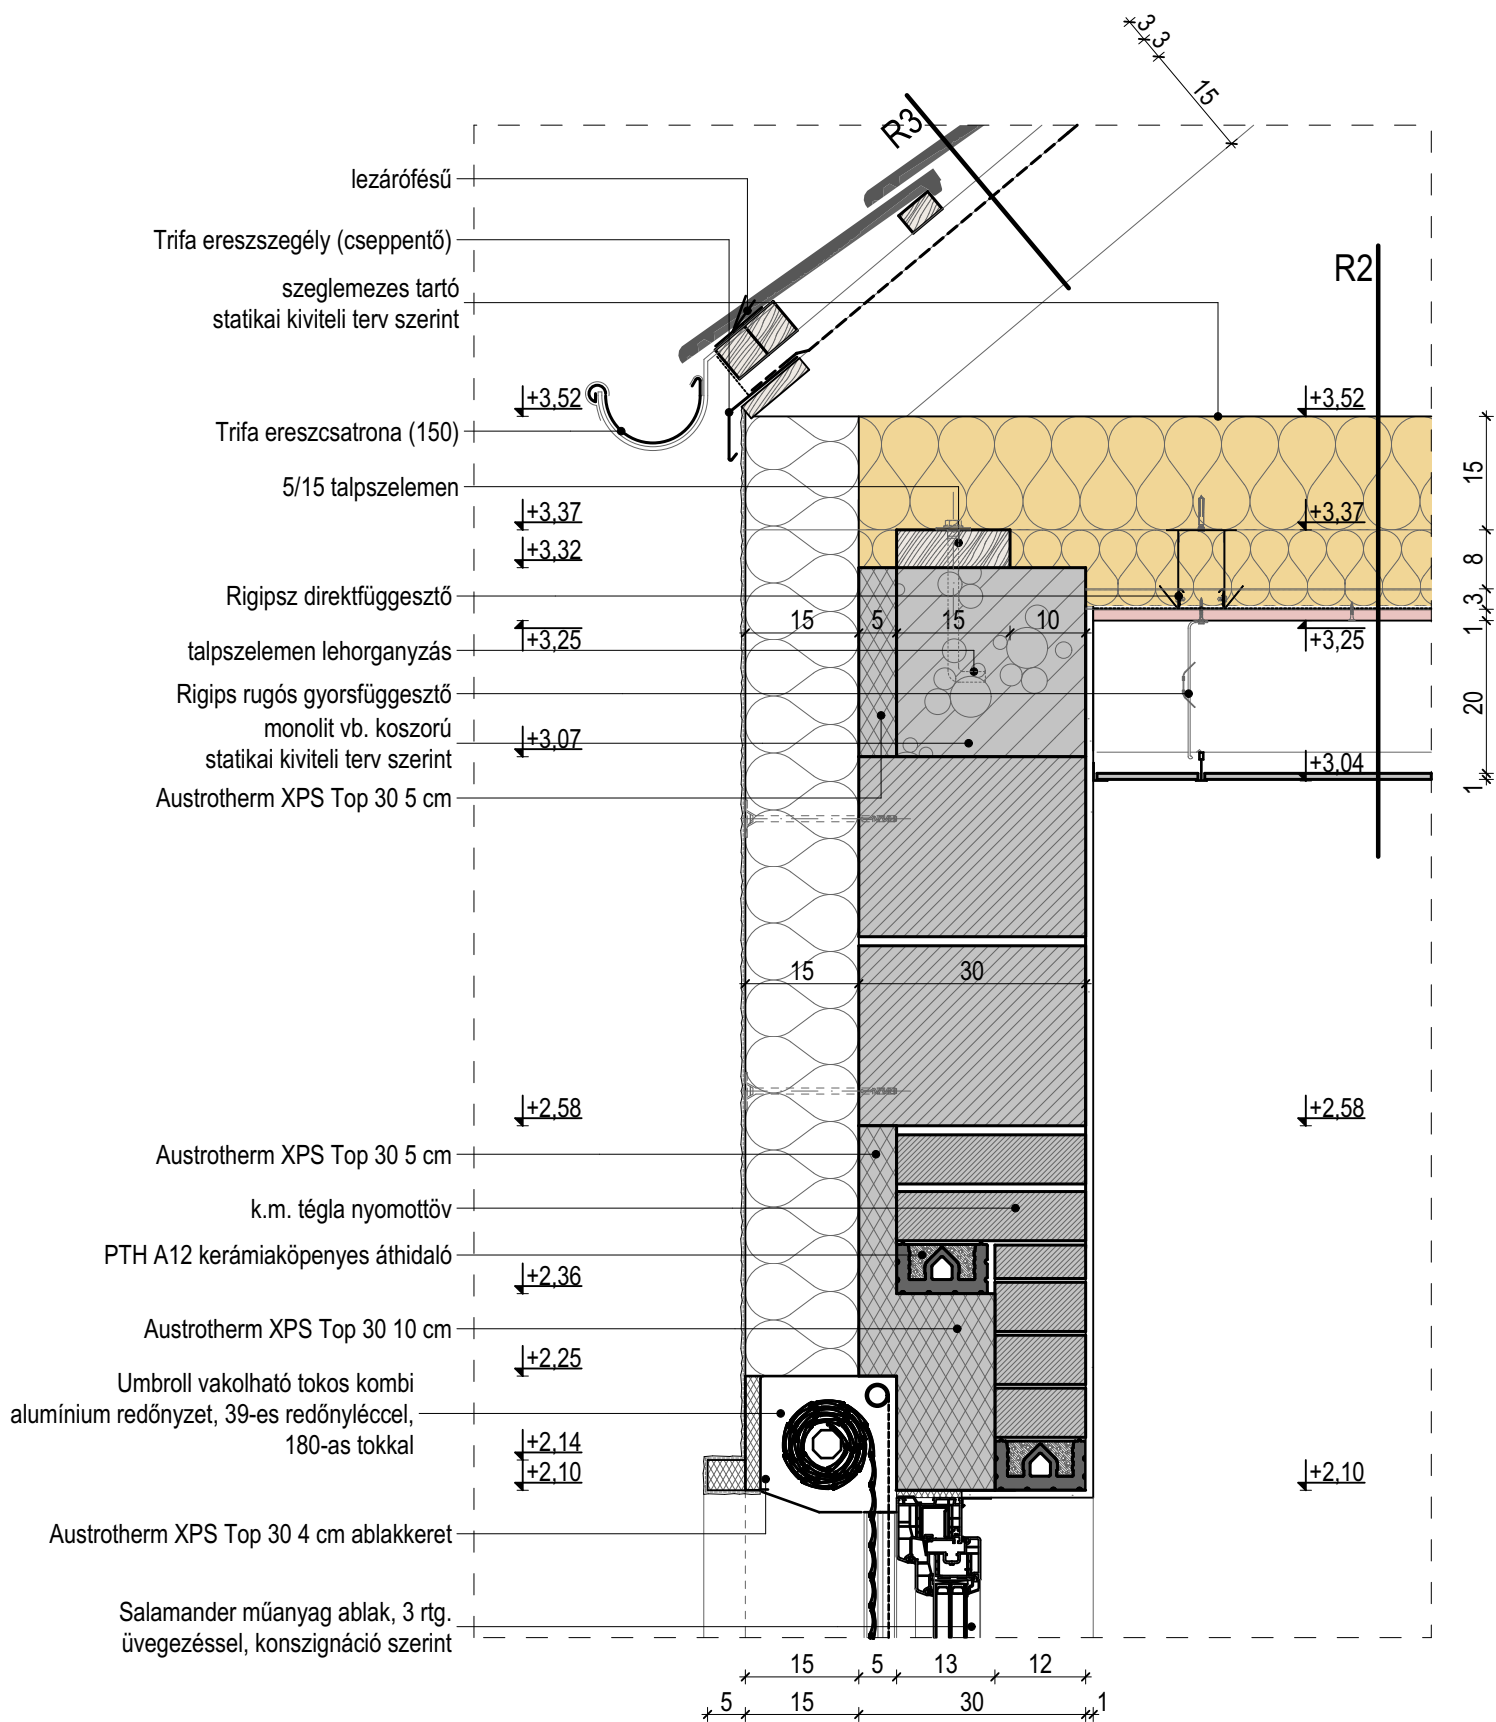 3
3
15
R3
R2
lezárófésű
Trifa ereszszegély (cseppentő)
szeglemezes tartó
statikai kiviteli terv szerint
+3,52
+3,52
Trifa ereszcsatrona (150)
15
5/15 talpszelemen
+3,37
+3,37
+3,32
8
Rigipsz direktfüggesztő
3
15
5
15
10
1
+3,25
+3,25
talpszelemen lehorganyzás
Rigips rugós gyorsfüggesztő
20
monolit vb. koszorú
statikai kiviteli terv szerint
+3,07
+3,04
1
Austrotherm XPS Top 30 5 cm
15
30
+2,58
+2,58
Austrotherm XPS Top 30 5 cm
k.m. tégla nyomottöv
PTH A12 kerámiaköpenyes áthidaló
+2,36
Austrotherm XPS Top 30 10 cm
+2,25
Umbroll vakolható tokos kombi
alumínium redőnyzet, 39-es redőnyléccel,
180-as tokkal
+2,14
+2,10
+2,10
Austrotherm XPS Top 30 4 cm ablakkeret
Salamander műanyag ablak, 3 rtg.
üvegezéssel, konszignáció szerint
15
5
13
12
5
15
30
1